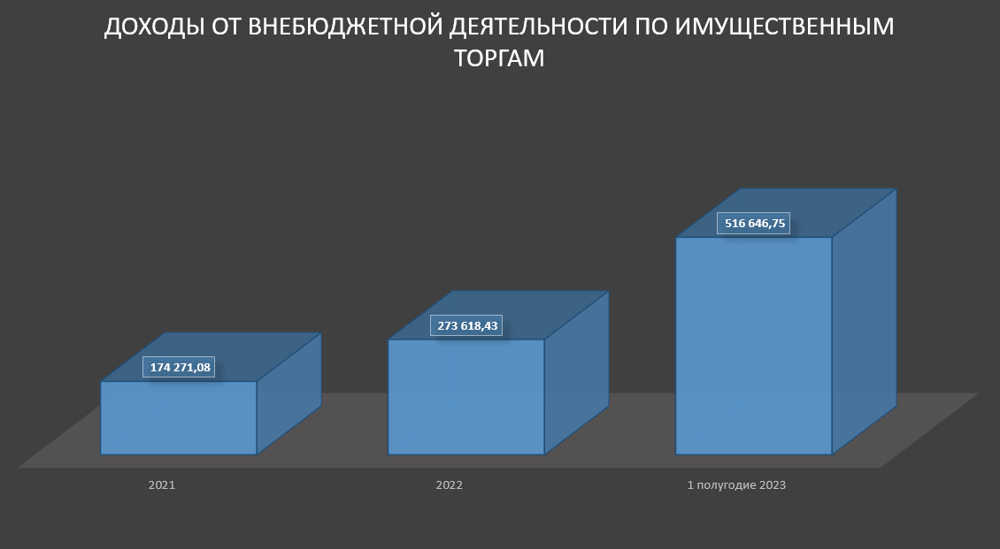 ДОХОДЫ ОТ ВНЕБЮДЖЕТНОЙ ДЕЯТЕЛЬНОСТИ ПО ИМУЩЕСТВЕННЫМ
ТОРГАМ
516 646,75
273 618,43
174 271,08
2021
2022
1 полугодие 2023